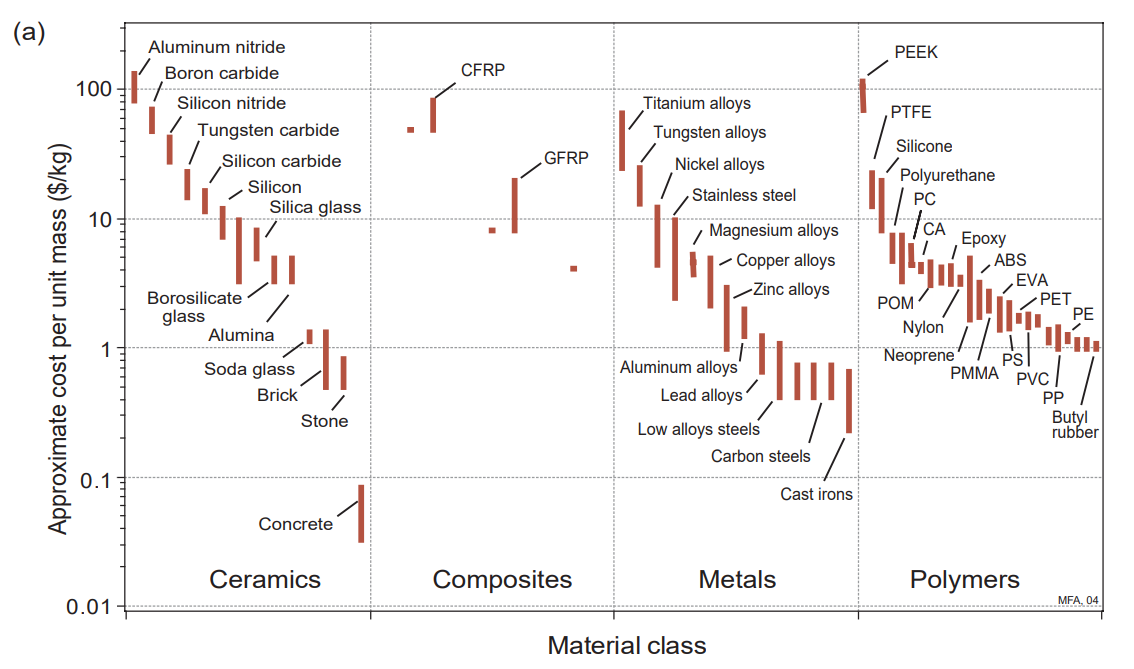 (a)
Approximate cost per unit mass ($/kg)
100
10
1
0.1
0.01
Aluminum nitride
Boron carbide
Silicon nitride
Tungsten carbide
Silicon carbide
Silicon
Silica glass
Borosilicate
glass
Alumina
Soda glass
Brick
Stone
Concrete
Ceramics
CFRP
GFRP
Composites
Titanium alloys
Tungsten alloys
Nickel alloys
Stainless steel
Magnesium alloys
Copper alloys
Zinc alloys
Aluminum alloys
Lead alloys
Low alloys steels
Carbon steels
Cast irons
Metals
PEEK
PTFE
Silicone
Polyurethane
PC
CA
Epoxy
ABS
EVA
PET
PE
POM
Nylon
Neoprene
PMMA
PS
PVC
PP
Butyl
rubber
Polymers
MFA, 04
Material class